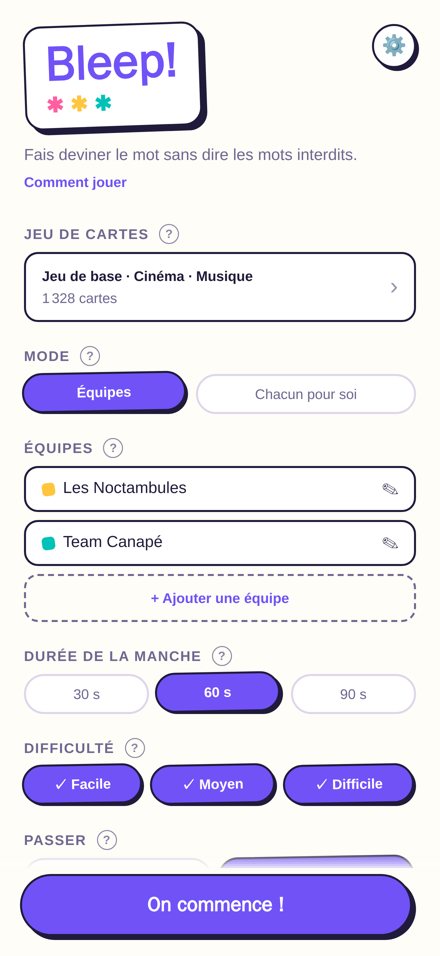 Bleep!
***
Fais deviner le mot sans dire les mots interdits.
Comment jouer
JEU DE CARTES ?
Jeu de base · Cinéma · Musique
1 328 cartes
MODE ?
Équipes
Chacun pour soi
ÉQUIPES ?
Les Noctambules
Team Canapé
+ Ajouter une équipe
DURÉE DE LA MANCHE ?
30 s
60 s
90 s
DIFFICULTÉ ?
✓ Facile
✓ Moyen
✓ Difficile
PASSER ?
On commence !